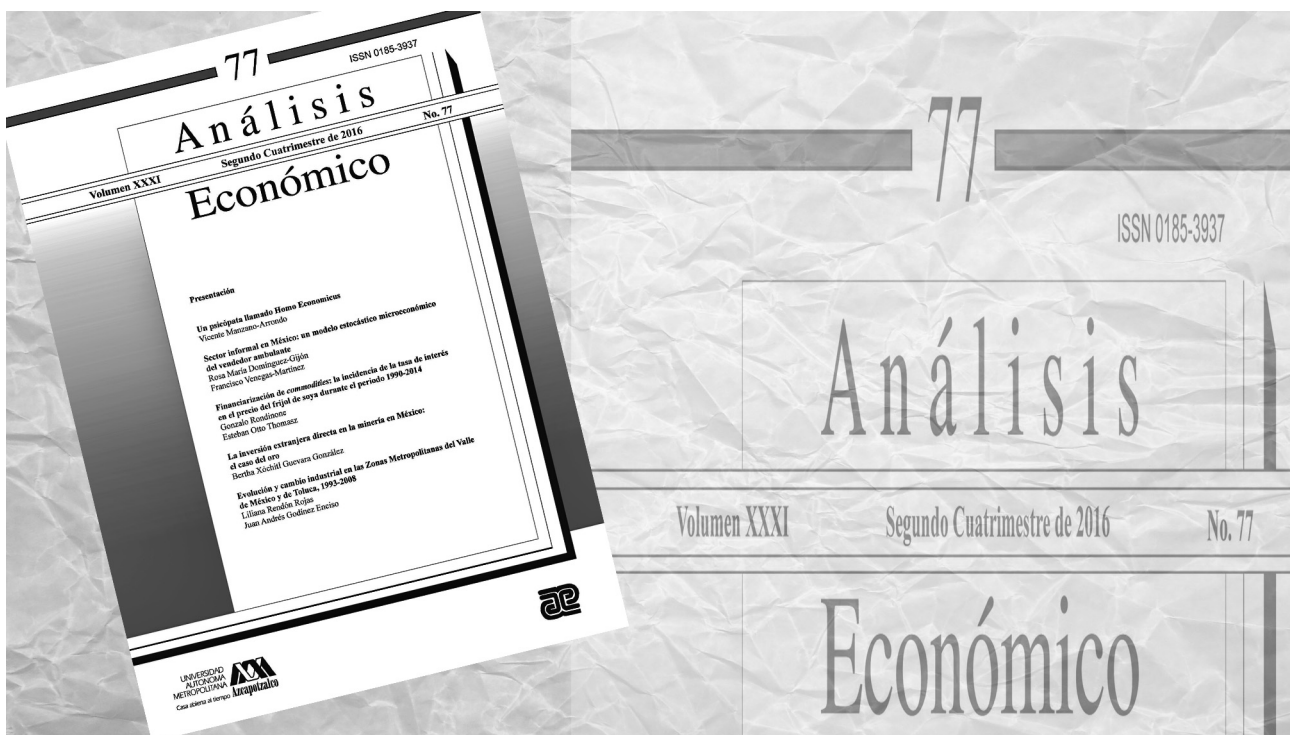 77
ISSN 0185-3937
Análisis
Volumen XXXI Segundo Cuatrimestre de 2016 No. 77
Económico
Presentación
Un psicópata llamado Homo Economicus
Vicente Manzano-Arrondo
Sector informal en México: un modelo estocástico microeconómico
del vendedor ambulante
Rosa María Domínguez-Gijón
Francisco Venegas-Martínez
Financiarización de commodities: la incidencia de la tasa de interés
en el precio del frijol de soya durante el periodo 1990-2014
Gonzalo Rondinone
Esteban Otto Thomasz
La inversión extranjera directa en la minería en México:
el caso del oro
Bertha Xóchitl Guevara González
Evolución y cambio industrial en las Zonas Metropolitanas del Valle
de México y de Toluca, 1993-2008
Liliana Rendón Rojas
Juan Andrés Godínez Enciso
ae
UNIVERSIDAD
AUTONOMA
METROPOLITANA
Casa abierta al tiempo Azcapotzalco
77
ISSN 0185-3937
Análisis
Volumen XXXI Segundo Cuatrimestre de 2016 No. 77
Económico